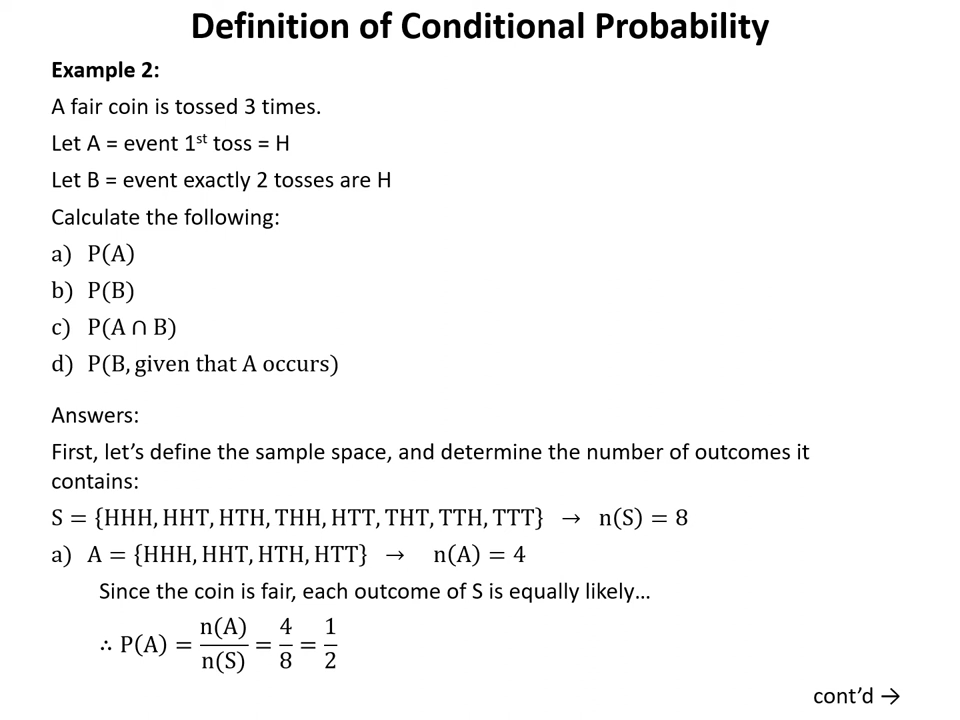 Definition of Conditional Probability
Example 2:
A fair coin is tossed 3 times.
Let A = event 1st toss = H
Let B = event exactly 2 tosses are H
Calculate the following:
a) P(A)
b) P(B)
c) P(A ∩ B)
d) P(B, given that A occurs)
Answers:
First, let’s define the sample space, and determine the number of outcomes it
contains:
S = {HHH, HHT, HTH, THH, HTT, THT, TTH, TTT} → n(S) = 8
a) A = {HHH, HHT, HTH, HTT} → n(A) = 4
Since the coin is fair, each outcome of S is equally likely…
∴ P(A) = n(A)/n(S) = 4/8 = 1/2
cont’d →